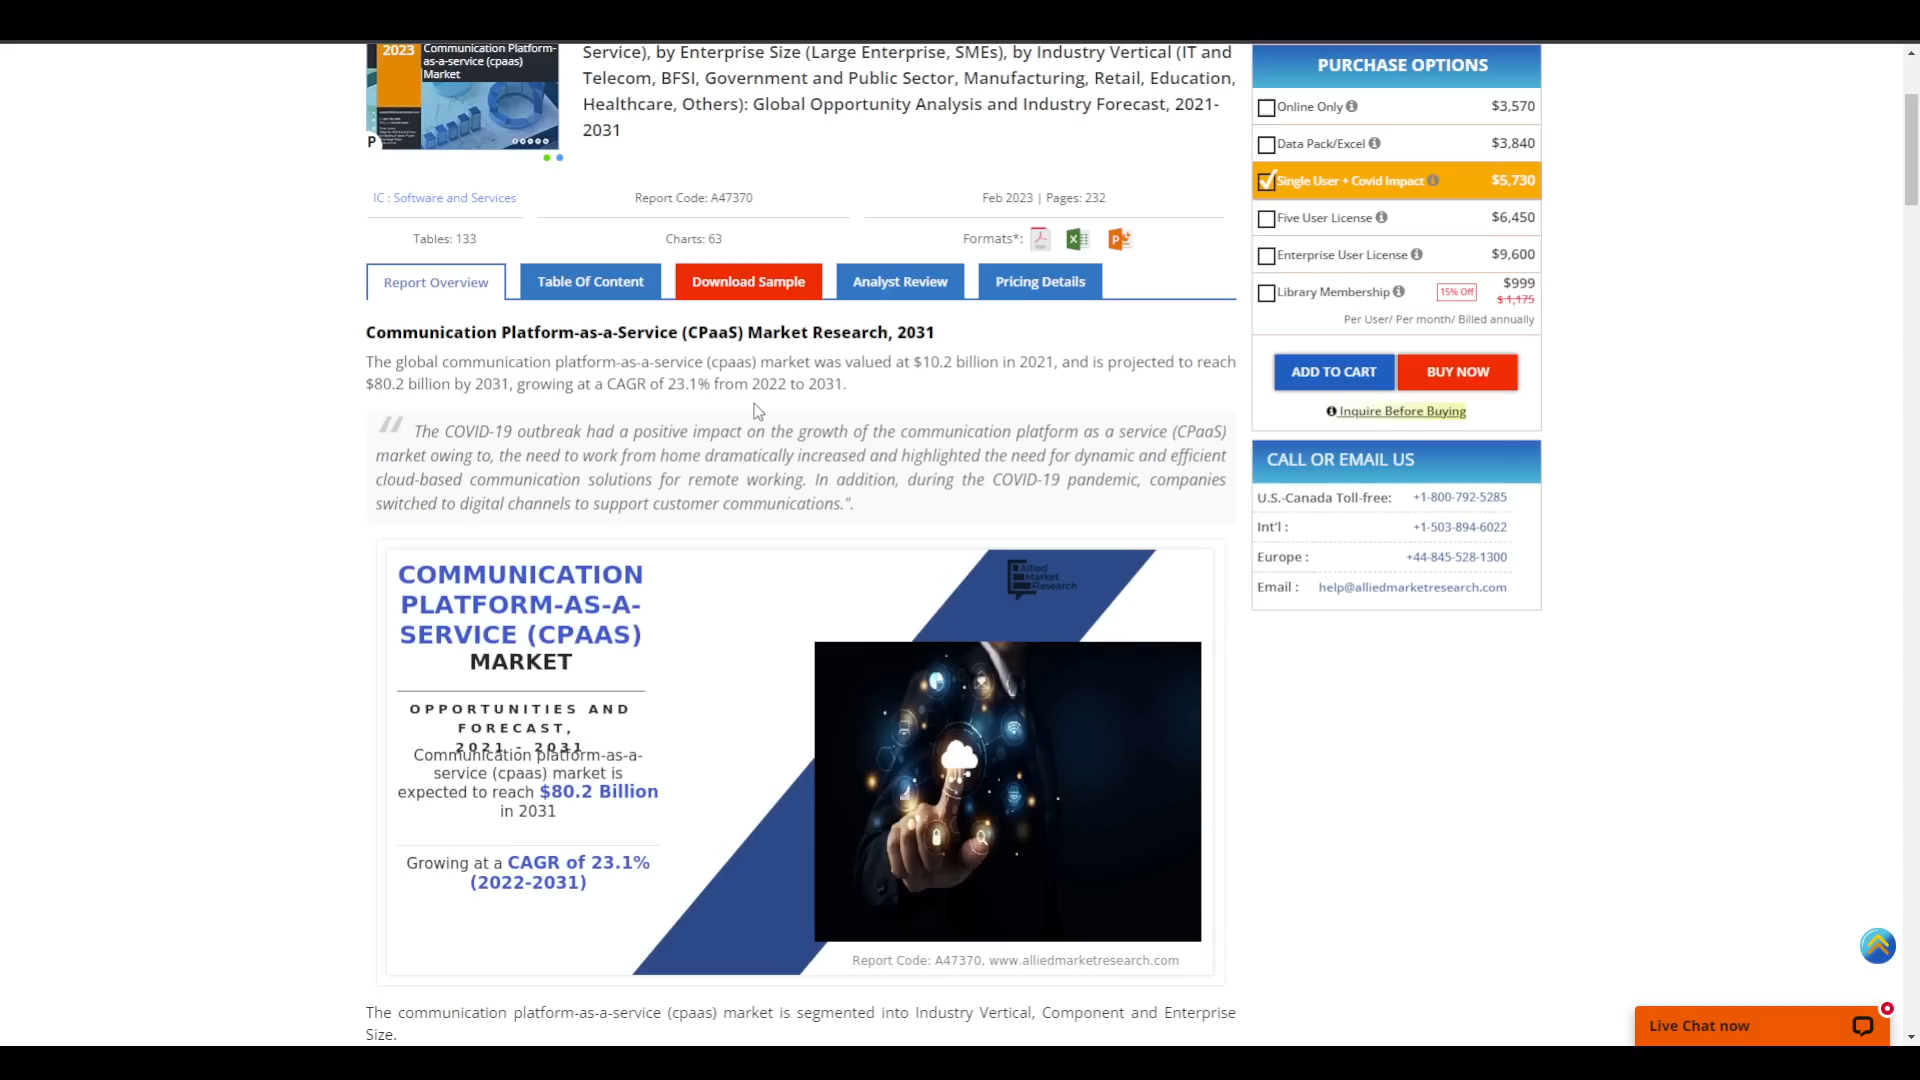 2023
Communication Platform-
as-a-service (cpaas)
Market
P
Service), by Enterprise Size (Large Enterprise, SMEs), by Industry Vertical (IT and
Telecom, BFSI, Government and Public Sector, Manufacturing, Retail, Education,
Healthcare, Others): Global Opportunity Analysis and Industry Forecast, 2021-
2031
IC : Software and Services
Report Code: A47370
Feb 2023 | Pages: 232
Tables: 133
Charts: 63
Formats*:
Report Overview
Table Of Content
Download Sample
Analyst Review
Pricing Details
Communication Platform-as-a-Service (CPaaS) Market Research, 2031
The global communication platform-as-a-service (cpaas) market was valued at $10.2 billion in 2021, and is projected to reach
$80.2 billion by 2031, growing at a CAGR of 23.1% from 2022 to 2031.
“ The COVID-19 outbreak had a positive impact on the growth of the communication platform as a service (CPaaS)
market owing to, the need to work from home dramatically increased and highlighted the need for dynamic and efficient
cloud-based communication solutions for remote working. In addition, during the COVID-19 pandemic, companies
switched to digital channels to support customer communications.".
COMMUNICATION
PLATFORM-AS-A-
SERVICE (CPAAS)
MARKET
OPPORTUNITIES AND
FORECAST,
2021 - 2031
Communication platform-as-a-
service (cpaas) market is
expected to reach $80.2 Billion
in 2031
Growing at a CAGR of 23.1%
(2022-2031)
Allied
Market
Research
Report Code: A47370, www.alliedmarketresearch.com
The communication platform-as-a-service (cpaas) market is segmented into Industry Vertical, Component and Enterprise
Size.
PURCHASE OPTIONS
Online Only $3,570
Data Pack/Excel $3,840
Single User + Covid Impact $5,730
Five User License $6,450
Enterprise User License $9,600
Library Membership 15% Off $999
$ 1,175
Per User/ Per month/ Billed annually
ADD TO CART
BUY NOW
Inquire Before Buying
CALL OR EMAIL US
U.S.-Canada Toll-free: +1-800-792-5285
Int'l : +1-503-894-6022
Europe : +44-845-528-1300
Email : help@alliedmarketresearch.com
Live Chat now